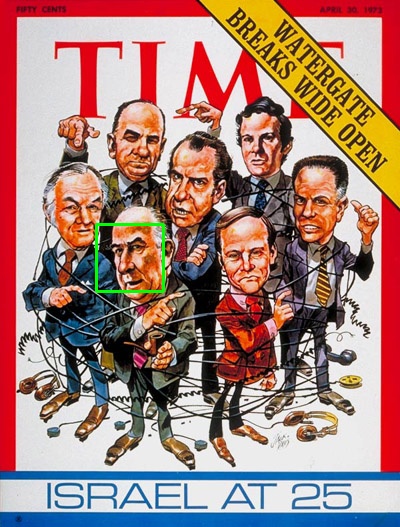 FIFTY CENTS
APRIL 30, 1973
TIME
WATERGATE
BREAKS WIDE OPEN
ISRAEL AT 25